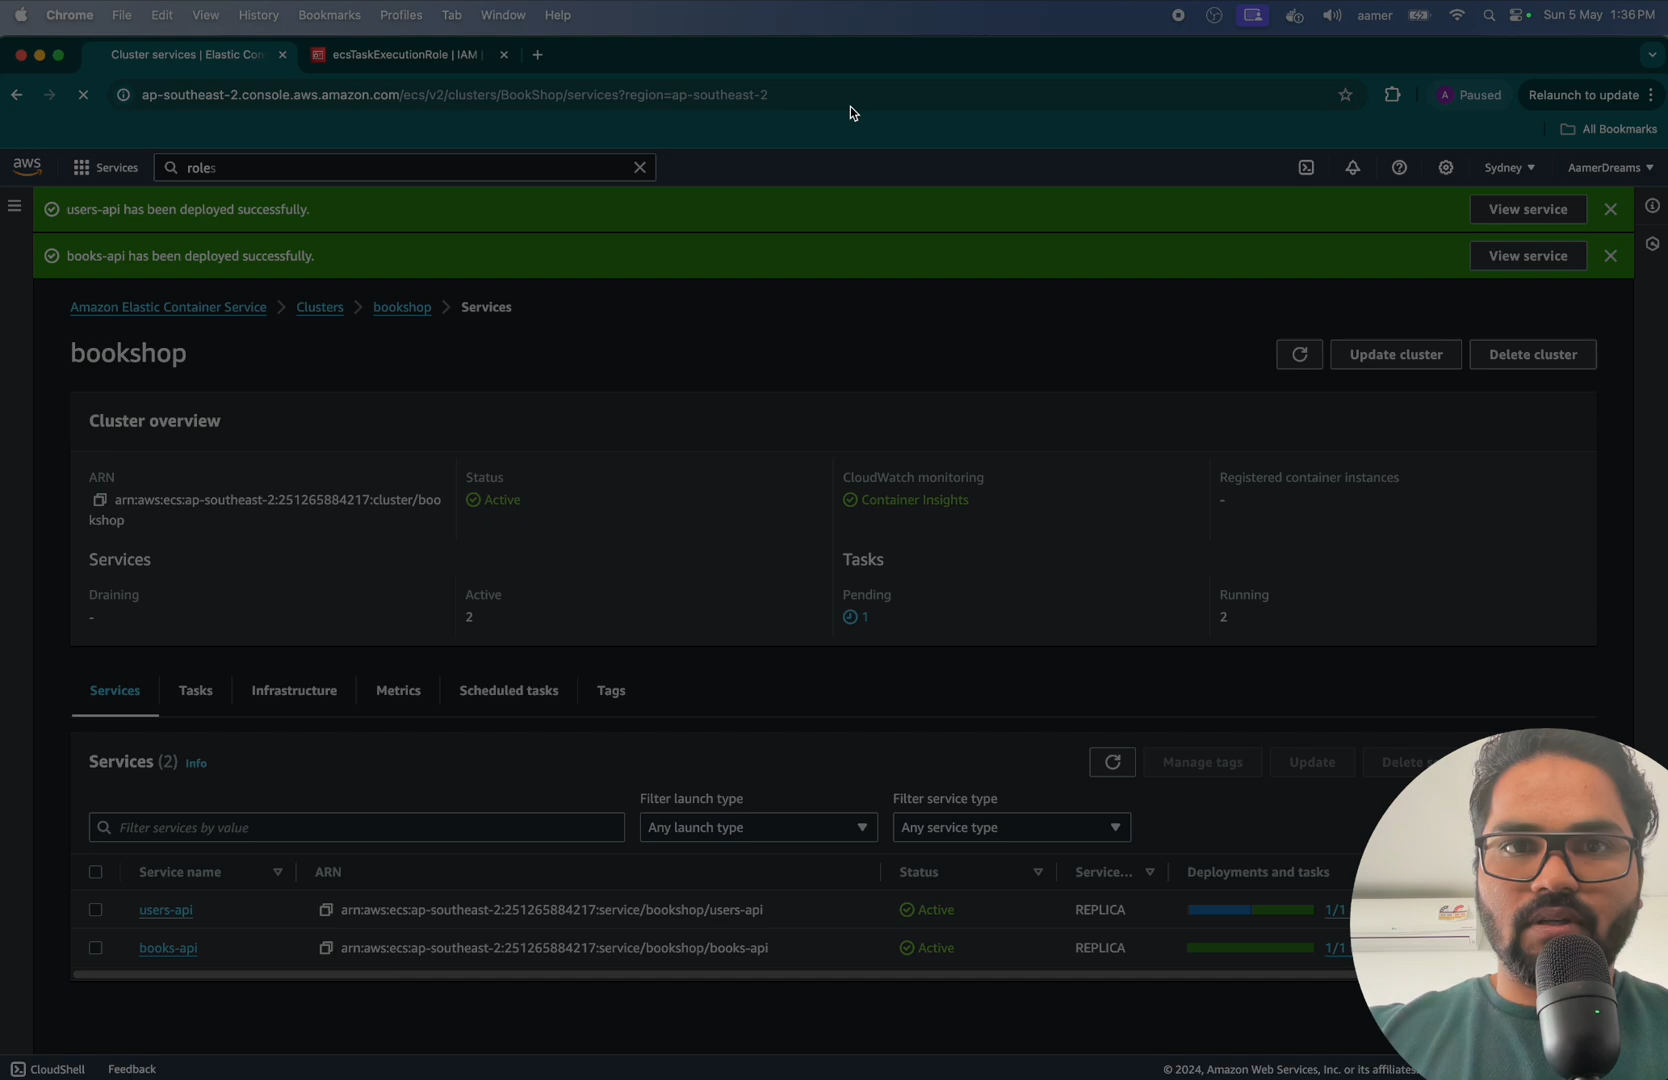 Chrome File Edit View History Bookmarks Profiles Tab Window Help aamer Sun 5 May 1:36PM
Cluster services | Elastic Con ecsTaskExecutionRole | IAM |
ap-southeast-2.console.aws.amazon.com/ecs/v2/clusters/BookShop/services?region=ap-southeast-2 A Paused Relaunch to update
All Bookmarks
aws Services roles Sydney AamerDreams
users-api has been deployed successfully. View service
books-api has been deployed successfully. View service
Amazon Elastic Container Service Clusters bookshop Services
bookshop Update cluster Delete cluster
Cluster overview
ARN Status CloudWatch monitoring Registered container instances
arn:aws:ecs:ap-southeast-2:251265884217:cluster/boo Active Container Insights -
kshop
Services Tasks
Draining Active Pending Running
- 2 1 2
Services Tasks Infrastructure Metrics Scheduled tasks Tags
Services (2) Info Manage tags Update Delete
Filter launch type Filter service type
Filter services by value Any launch type Any service type
Service name ARN Status Service... Deployments and tasks
users-api arn:aws:ecs:ap-southeast-2:251265884217:service/bookshop/users-api Active REPLICA 1/1
books-api arn:aws:ecs:ap-southeast-2:251265884217:service/bookshop/books-api Active REPLICA 1/1
CloudShell Feedback © 2024, Amazon Web Services, Inc. or its affiliates.